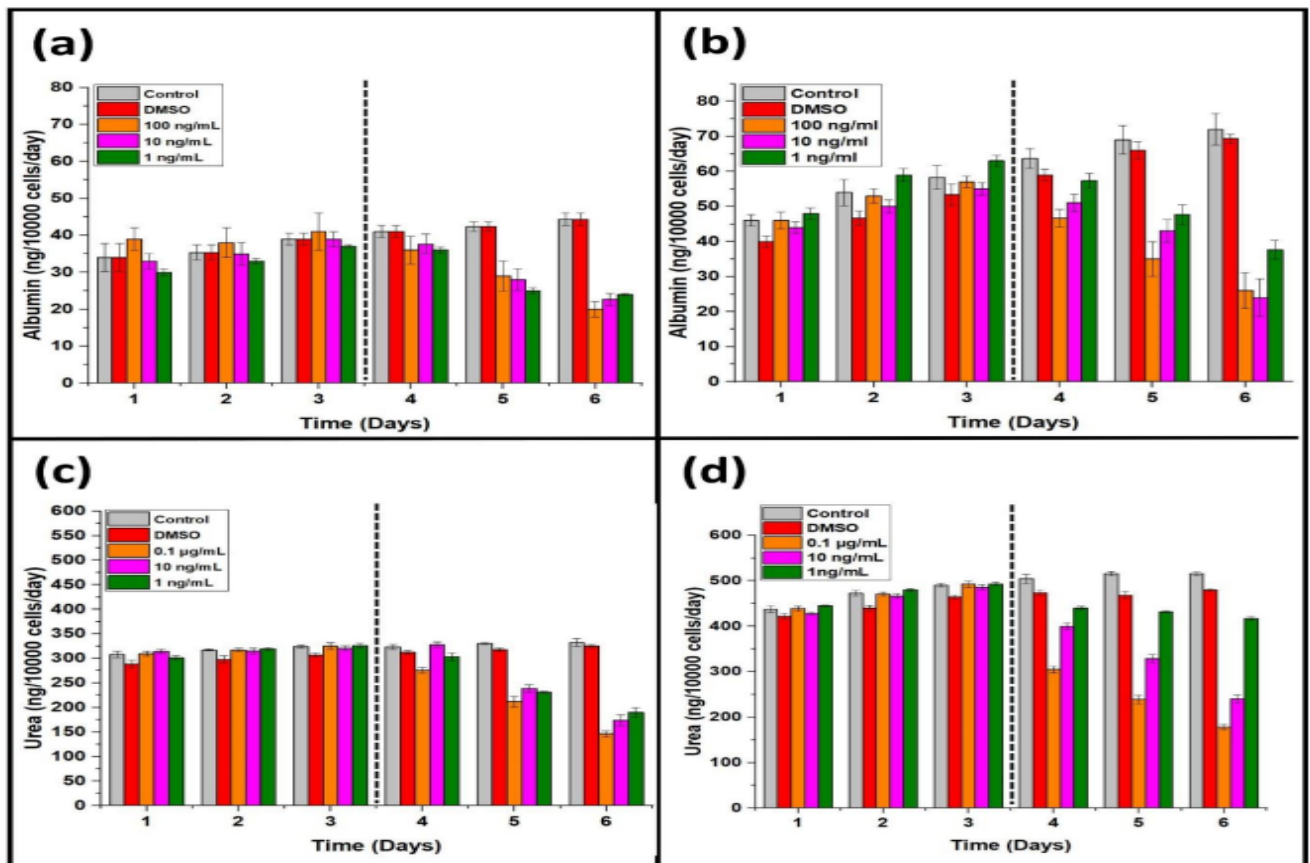 (a)
Albumin (ng/10000 cells/day)
80
70
60
50
40
30
20
10
0
Control
DMSO
100 ng/mL
10 ng/mL
1 ng/mL
1 2 3 4 5 6
Time (Days)
(b)
Albumin (ng/10000 cells/day)
80
70
60
50
40
30
20
10
0
Control
DMSO
100 ng/ml
10 ng/ml
1 ng/ml
1 2 3 4 5 6
Time (Days)
(c)
Urea (ng/10000 cells/day)
600
550
500
450
400
350
300
250
200
150
100
50
0
Control
DMSO
0.1 µg/mL
10 ng/mL
1 ng/mL
1 2 3 4 5 6
Time (Days)
(d)
Urea (ng/10000 cells/day)
600
500
400
300
200
100
0
Control
DMSO
0.1 µg/mL
10 ng/mL
1ng/mL
1 2 3 4 5 6
Time (Days)